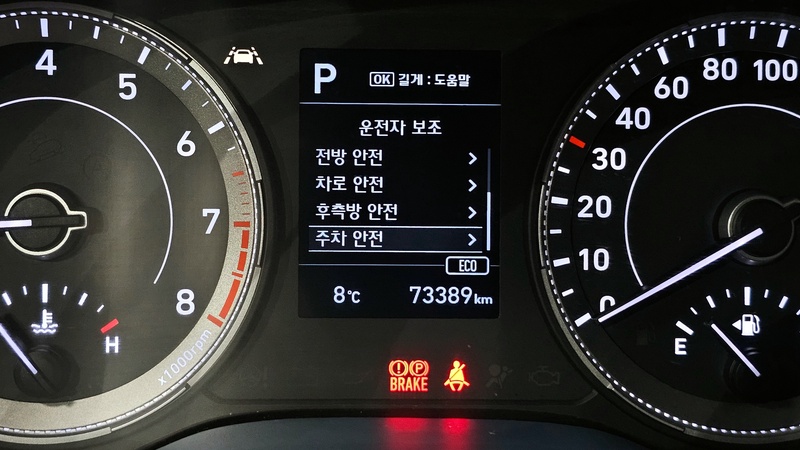 4
5
6
7
8
x1000rpm
H
P
OK 길게 : 도움말
운전자 보조
전방 안전
차로 안전
후측방 안전
주차 안전
ECO
8℃ 73389km
P
BRAKE
0
10
20
30
40
60
80
100
E